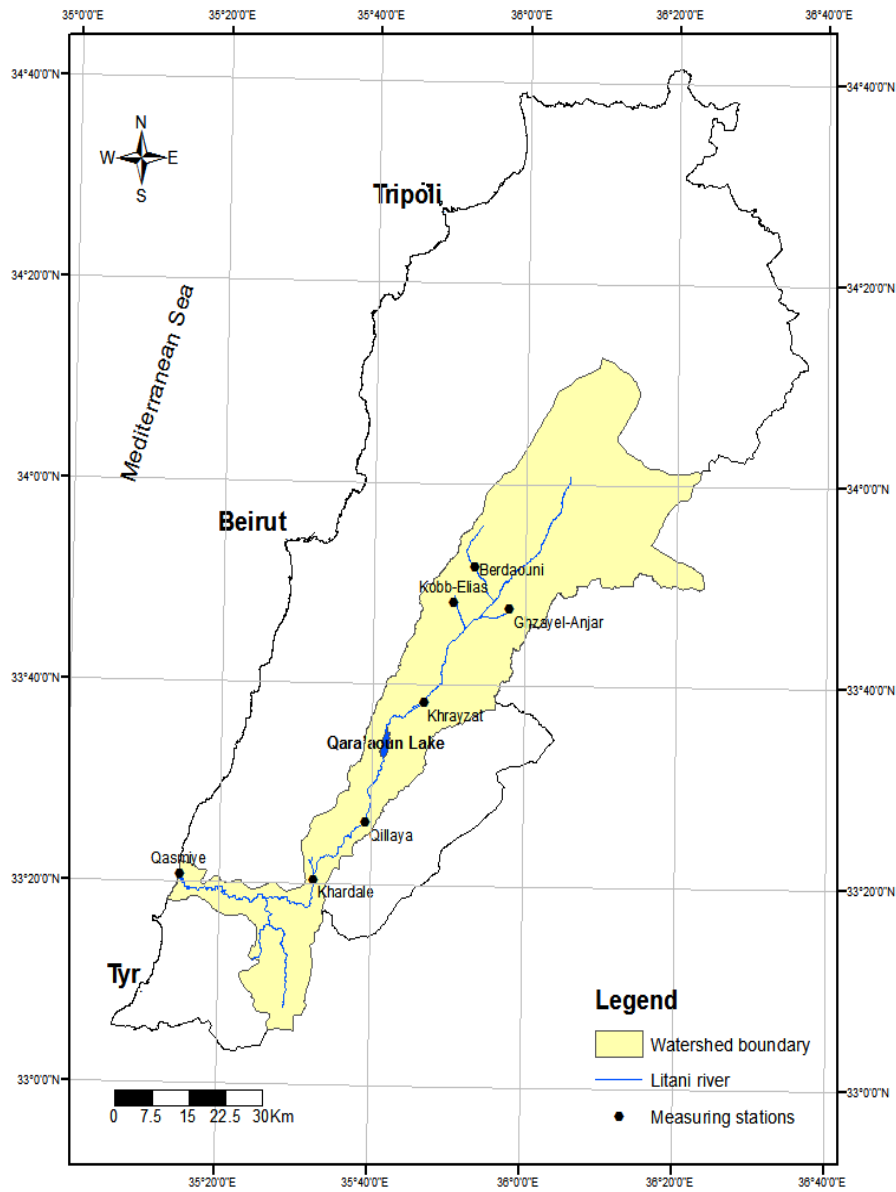 35°0'0"E 35°20'0"E 35°40'0"E 36°0'0"E 36°20'0"E 36°40'0"E
34°40'0"N
34°40'0"N
N
W E
S
Tripoli
34°20'0"N
34°20'0"N
Mediterranean Sea
34°0'0"N
34°0'0"N
Beirut
Berdaouni
Kobb-Elias
Ghzayel-Anjar
33°40'0"N
33°40'0"N
Khrayzat
Qara'aoun Lake
Qillaya
Qasmiye
33°20'0"N
33°20'0"N
Khardale
Tyr
Legend
Watershed boundary
Litani river
Measuring stations
33°0'0"N
33°0'0"N
0 7.5 15 22.5 30Km
35°20'0"E 35°40'0"E 36°0'0"E 36°20'0"E 36°40'0"E